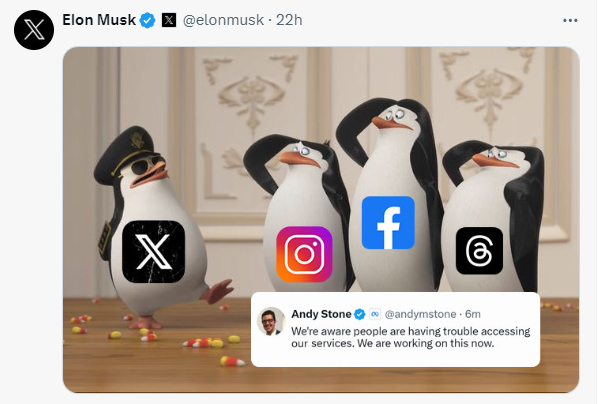 Elon Musk @elonmusk · 22h
Andy Stone @andymstone · 6m
We're aware people are having trouble accessing
our services. We are working on this now.